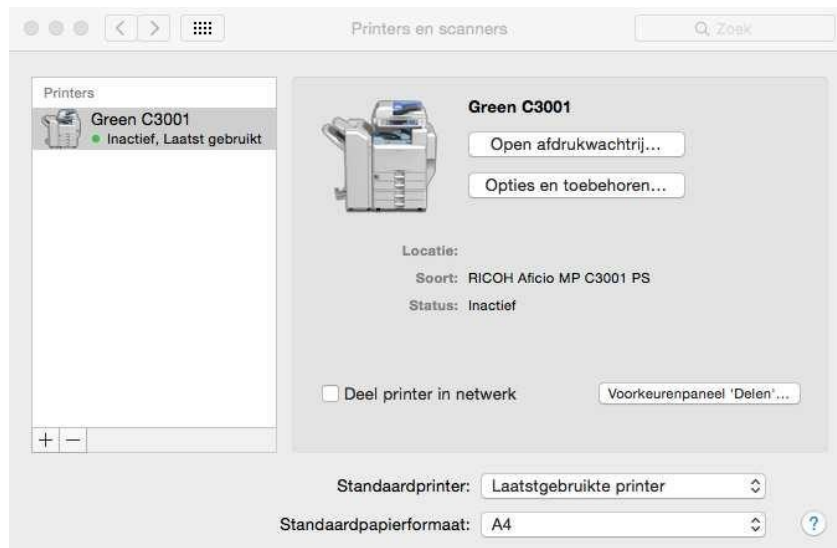 Printers en scanners
Zoek
Printers
Green C3001
Inactief, Laatst gebruikt
Green C3001
Open afdrukwachtrij...
Opties en toebehoren...
Locatie:
Soort: RICOH Aficio MP C3001 PS
Status: Inactief
Deel printer in netwerk
Voorkeurenpaneel 'Delen'...
+ −
Standaardprinter: Laatstgebruikte printer
Standaardpapierformaat: A4
?